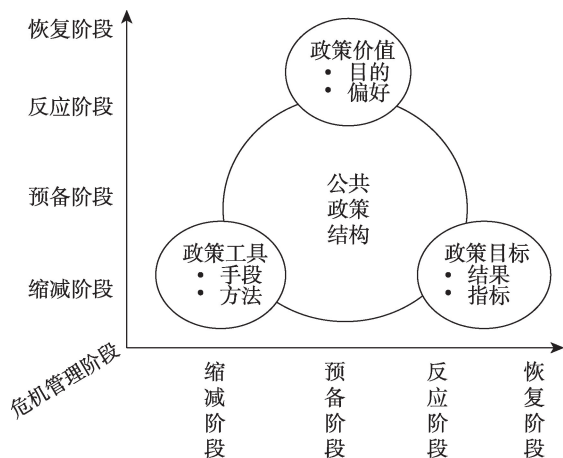 恢复阶段
反应阶段
预备阶段
缩减阶段
危机管理阶段
政策价值
• 目的
• 偏好
公共
政策
结构
政策工具
• 手段
• 方法
政策目标
• 结果
• 指标
缩减阶段
预备阶段
反应阶段
恢复阶段